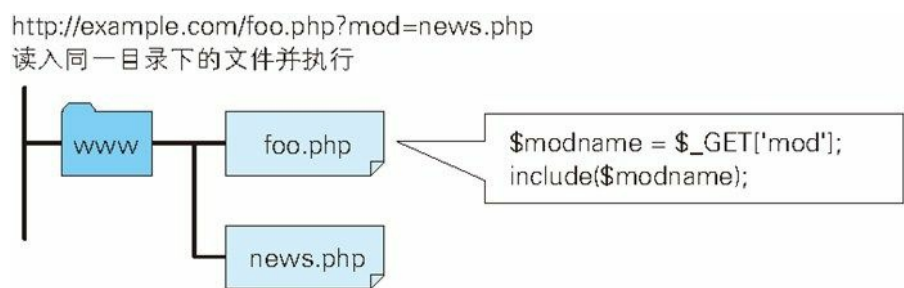 http://example.com/foo.php?mod=news.php
读入同一目录下的文件并执行
www
foo.php
$modname = $_GET['mod'];
include($modname);
news.php